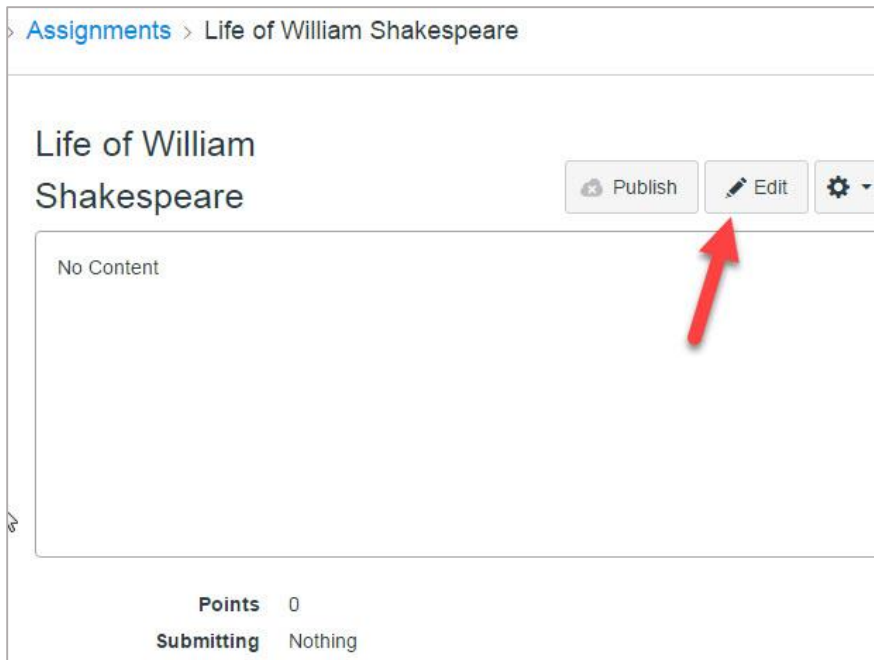 > Assignments > Life of William Shakespeare
Life of William
Shakespeare
Publish Edit
No Content
Points 0
Submitting Nothing